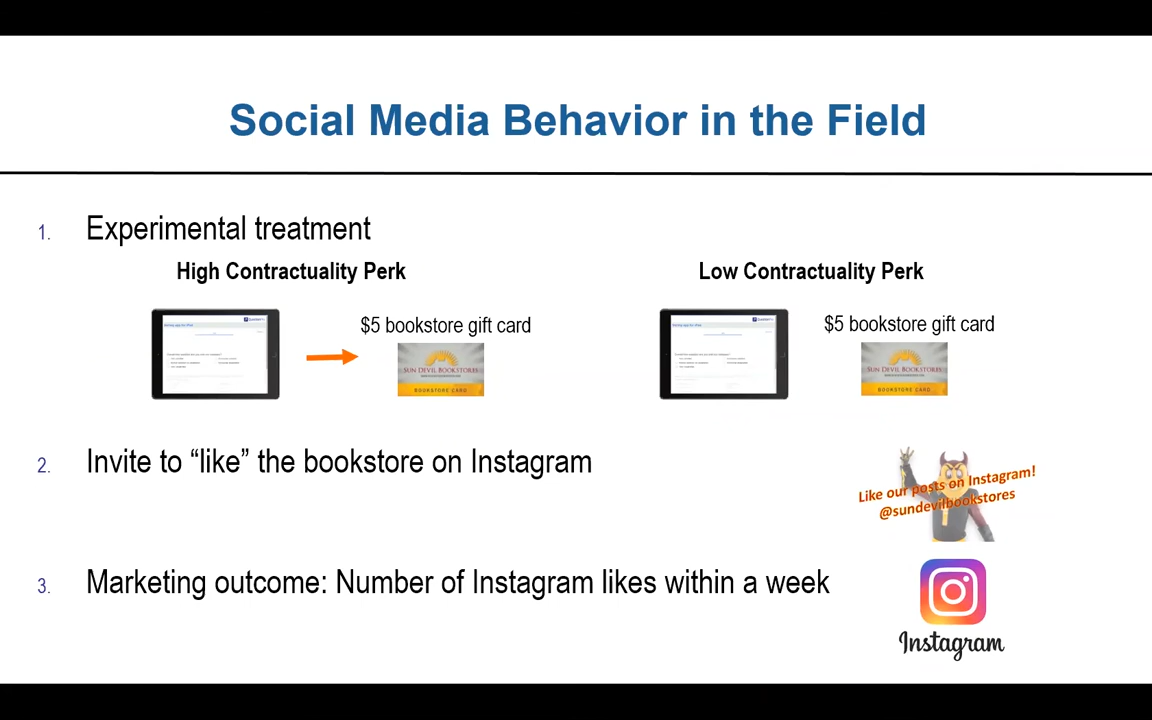 Social Media Behavior in the Field
1. Experimental treatment
High Contractuality Perk
Low Contractuality Perk
$5 bookstore gift card
$5 bookstore gift card
SUN DEVIL BOOKSTORES
BOOKSTORE CARD
SUN DEVIL BOOKSTORES
BOOKSTORE CARD
2. Invite to “like” the bookstore on Instagram
Like our posts on Instagram!
@sundevilbookstores
3. Marketing outcome: Number of Instagram likes within a week
Instagram